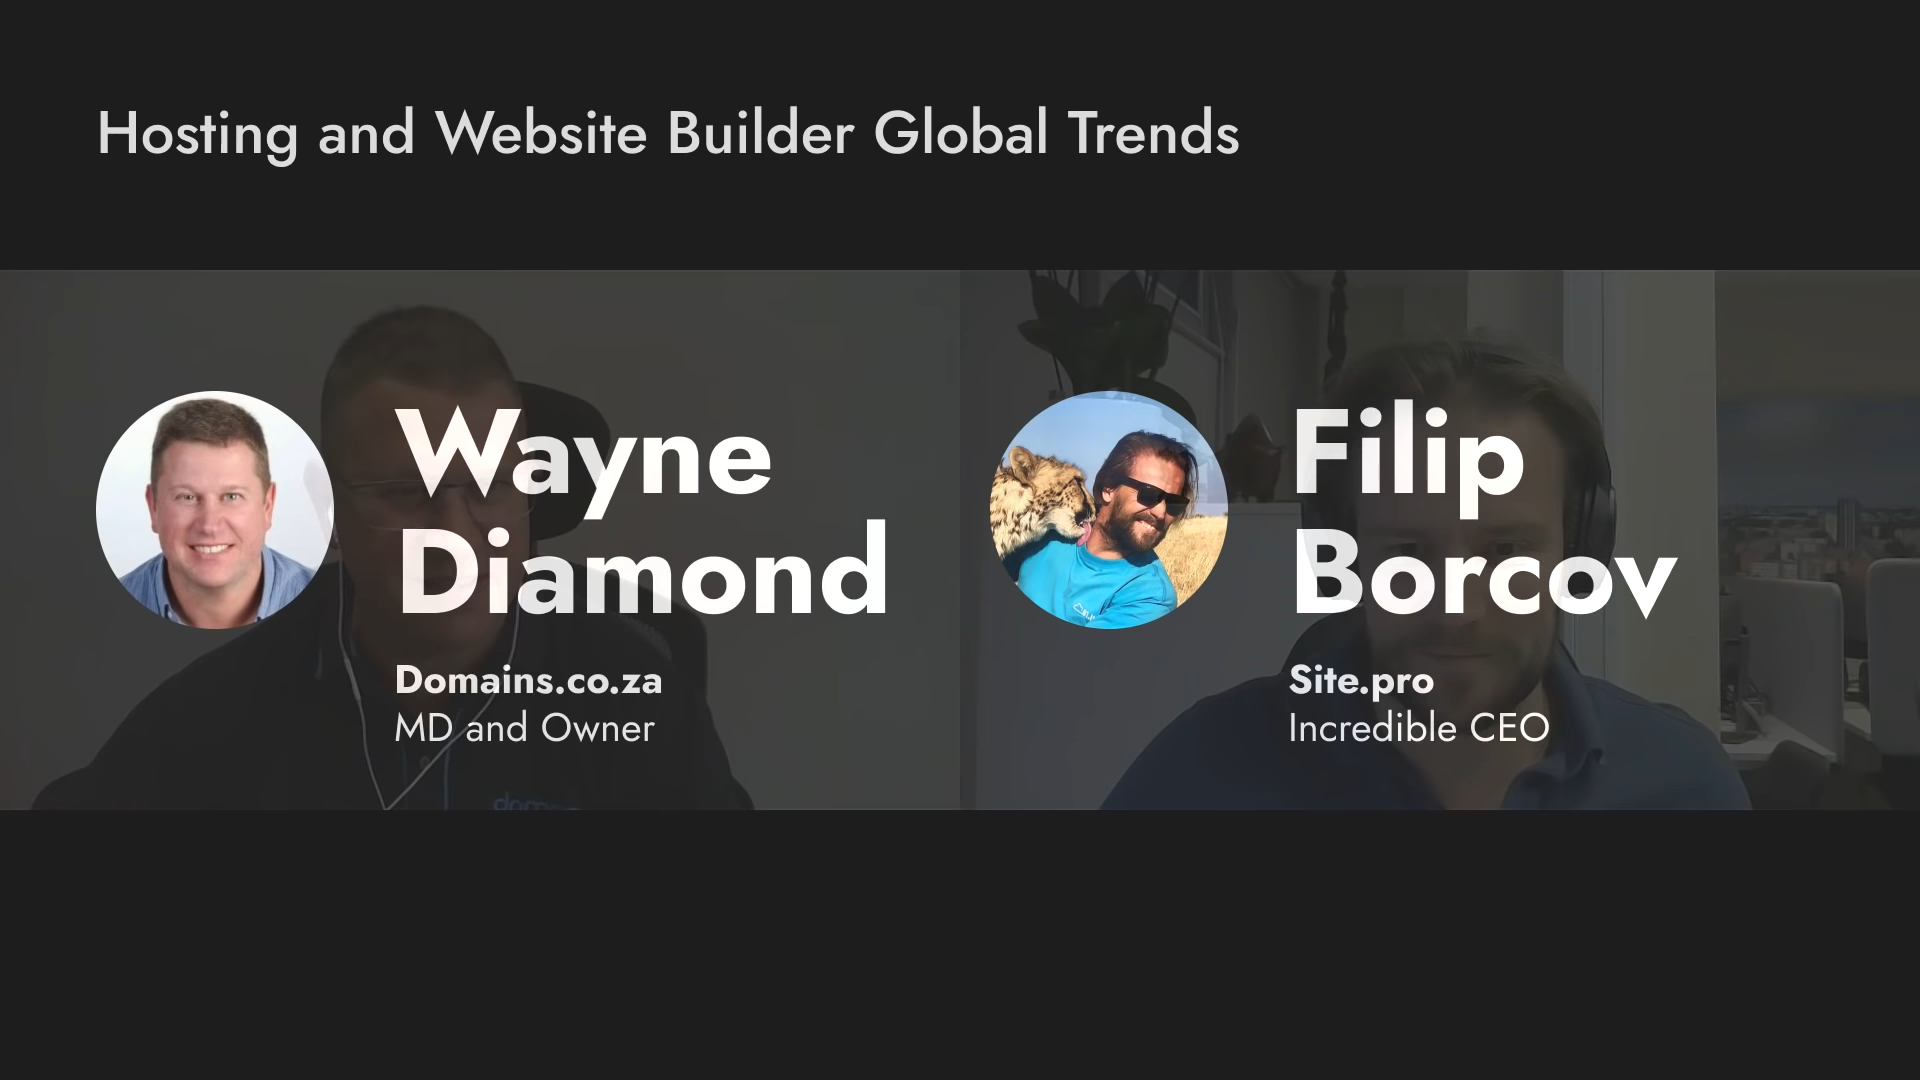 Hosting and Website Builder Global Trends
Wayne
Diamond
Domains.co.za
MD and Owner
Filip
Borcov
Site.pro
Incredible CEO